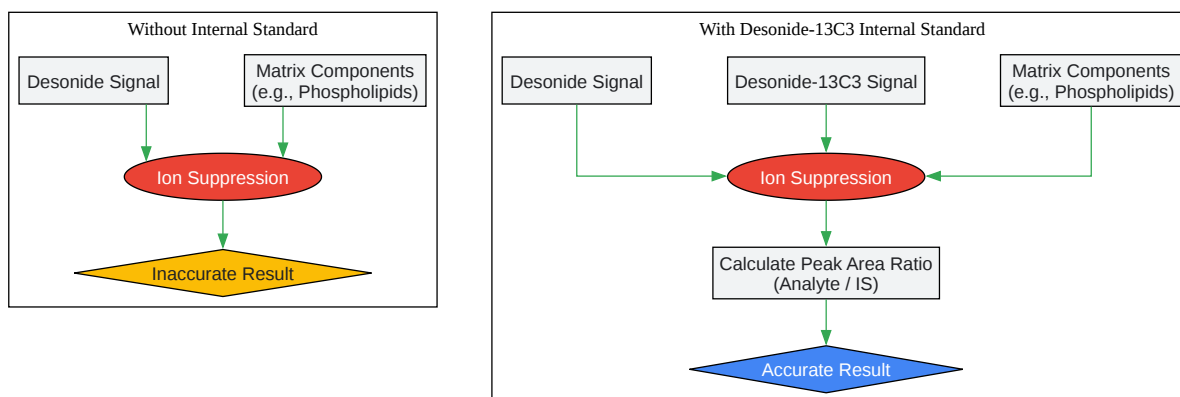 Without Internal Standard
Desonide Signal
Matrix Components
(e.g., Phospholipids)
Ion Suppression
Inaccurate Result
With Desonide-13C3 Internal Standard
Desonide Signal
Desonide-13C3 Signal
Matrix Components
(e.g., Phospholipids)
Ion Suppression
Calculate Peak Area Ratio
(Analyte / IS)
Accurate Result